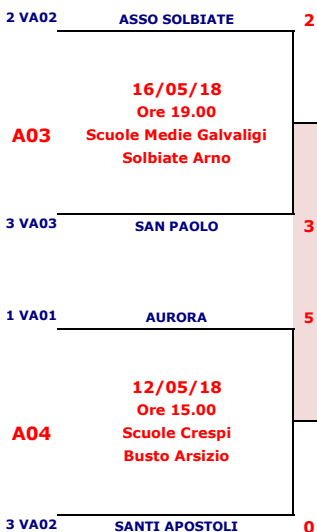 2 VA02 ASSO SOLBIATE 2
16/05/18
Ore 19.00
A03 Scuole Medie Galvaligi
Solbiate Arno
3 VA03 SAN PAOLO 3
1 VA01 AURORA 5
12/05/18
Ore 15.00
A04 Scuole Crespi
Busto Arsizio
3 VA02 SANTI APOSTOLI 0